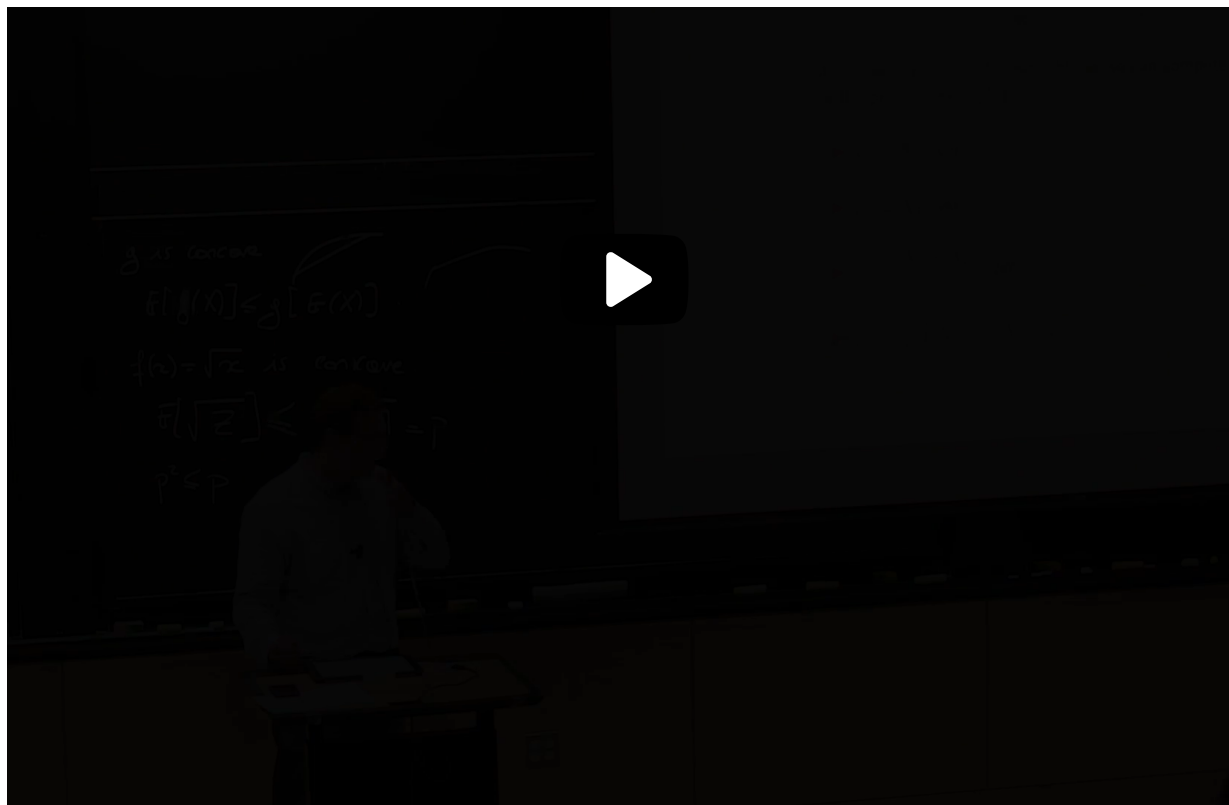 g is concave
E[g(X)] ≤ g[E(X)]
f(x) = √x is concave
E[√Z] ≤ = p
p² ≤ p